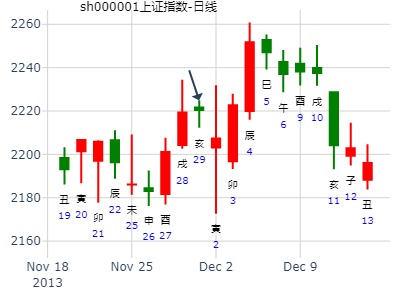 sh000001上证指数-日线
2260
2240
2220
2200
2180
2160
丑
19
寅
20
卯
21
辰
22
未
25
申
26
酉
27
戌
28
亥
29
寅
2
卯
3
辰
4
巳
5
午
6
酉
9
戌
10
亥
11
子
12
丑
13
Nov 18
2013
Nov 25
Dec 2
Dec 9